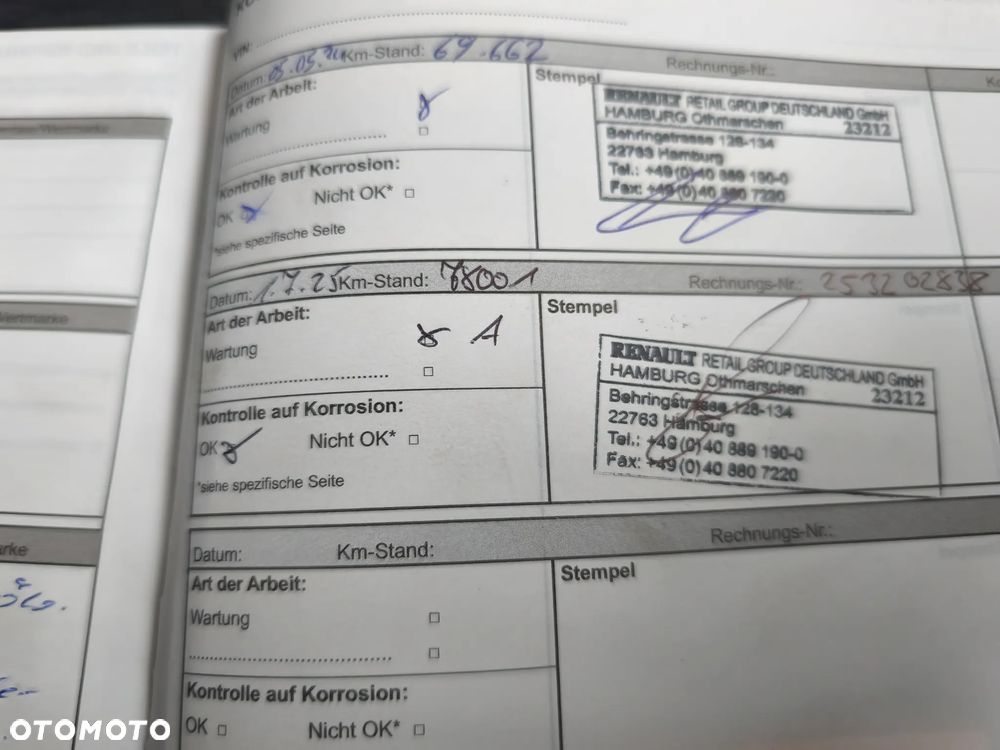 VIN:
Datum: 05.03.24 Km-Stand: 69.662 Rechnungs-Nr.:
Art der Arbeit:
Wartung
Stempel
RENAULT RETAIL GROUP DEUTSCHLAND GmbH
HAMBURG Othmarschen 23212
Behringstrasse 128-134
22763 Hamburg
Tel.: +49 (0) 40 889 190-0
Fax: +49 (0) 40 880 7220
Kontrolle auf Korrosion:
OK Nicht OK* □
*siehe spezifische Seite
Datum: 1.7.25 Km-Stand: 78001 Rechnungs-Nr.: 253202838
Art der Arbeit:
Wartung A
Stempel
RENAULT RETAIL GROUP DEUTSCHLAND GmbH
HAMBURG Othmarschen 23212
Behringstrasse 128-134
22763 Hamburg
Tel.: +49 (0) 40 889 190-0
Fax: +49 (0) 40 880 7220
Kontrolle auf Korrosion:
OK Nicht OK* □
*siehe spezifische Seite
Datum: Km-Stand: Rechnungs-Nr.:
Art der Arbeit:
Wartung □
Stempel
Kontrolle auf Korrosion:
OK □ Nicht OK* □
OTOMOTO